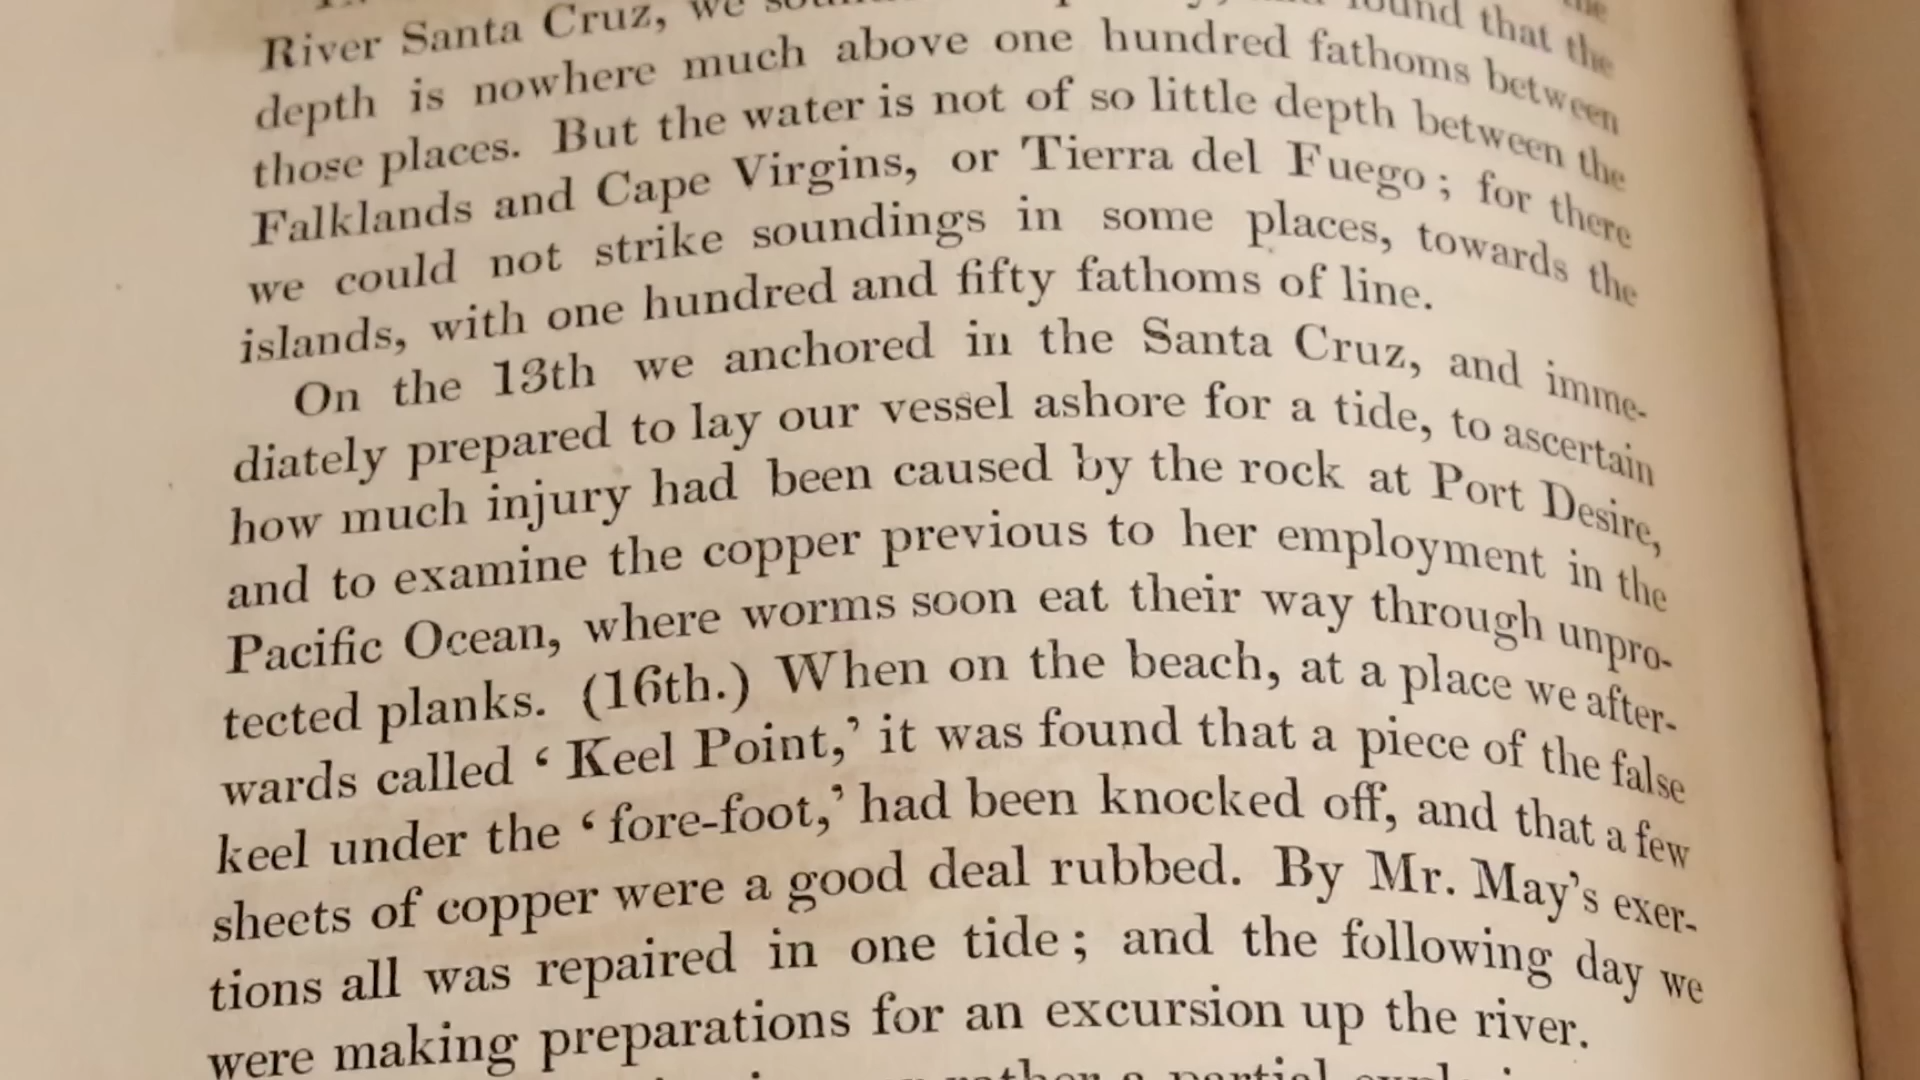 River Santa Cruz, we found that the
depth is nowhere much above one hundred fathoms between
those places. But the water is not of so little depth between the
Falklands and Cape Virgins, or Tierra del Fuego; for there
we could not strike soundings in some places, towards the
islands, with one hundred and fifty fathoms of line.
On the 13th we anchored in the Santa Cruz, and imme-
diately prepared to lay our vessel ashore for a tide, to ascertain
how much injury had been caused by the rock at Port Desire,
and to examine the copper previous to her employment in the
Pacific Ocean, where worms soon eat their way through unpro-
tected planks. (16th.) When on the beach, at a place we after-
wards called ‘Keel Point,’ it was found that a piece of the false
keel under the ‘fore-foot,’ had been knocked off, and that a few
sheets of copper were a good deal rubbed. By Mr. May's exer-
tions all was repaired in one tide; and the following day we
were making preparations for an excursion up the river.
rather a partial